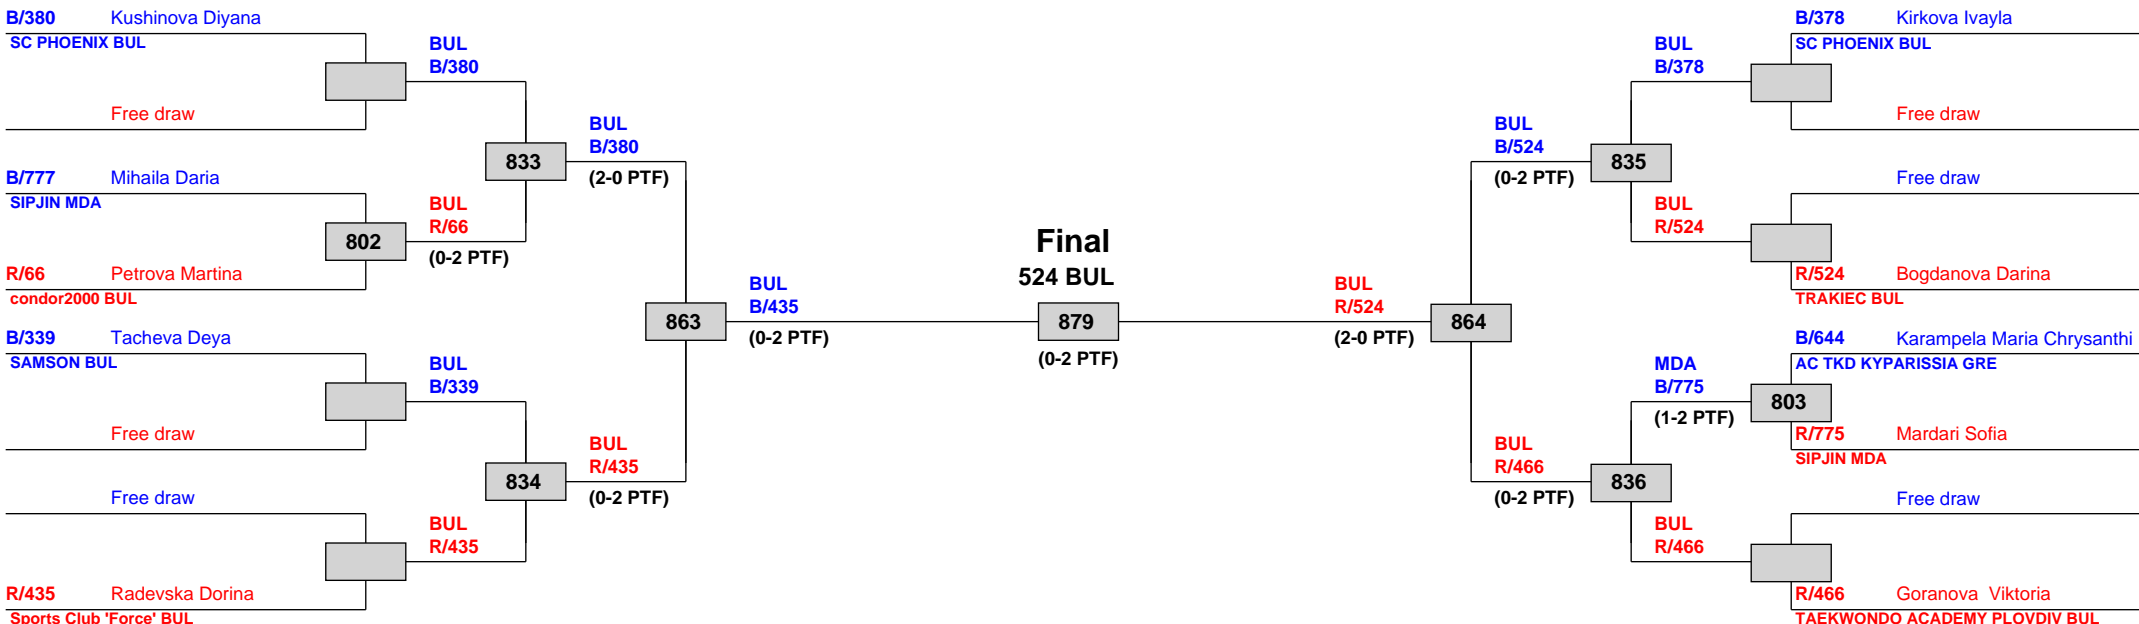 B/380 Kushinova Diyana
SC PHOENIX BUL
Free draw
BUL
B/380
B/777 Mihaila Daria
SIPJIN MDA
802
R/66 Petrova Martina
condor2000 BUL
BUL
R/66
(0-2 PTF)
833
BUL
B/380
(2-0 PTF)
B/339 Tacheva Deya
SAMSON BUL
Free draw
BUL
B/339
Free draw
R/435 Radevska Dorina
Sports Club 'Force' BUL
BUL
R/435
834
BUL
R/435
(0-2 PTF)
863
BUL
B/435
(0-2 PTF)
Final
524 BUL
879
(0-2 PTF)
BUL
R/524
(2-0 PTF)
864
BUL
B/524
(0-2 PTF)
835
BUL
B/378
B/378 Kirkova Ivayla
SC PHOENIX BUL
Free draw
Free draw
BUL
R/524
R/524 Bogdanova Darina
TRAKIEC BUL
BUL
R/466
(0-2 PTF)
836
MDA
B/775
(1-2 PTF)
803
B/644 Karampela Maria Chrysanthi
AC TKD KYPARISSIA GRE
R/775 Mardari Sofia
SIPJIN MDA
Free draw
BUL
R/466
R/466 Goranova  Viktoria
TAEKWONDO ACADEMY PLOVDIV BUL